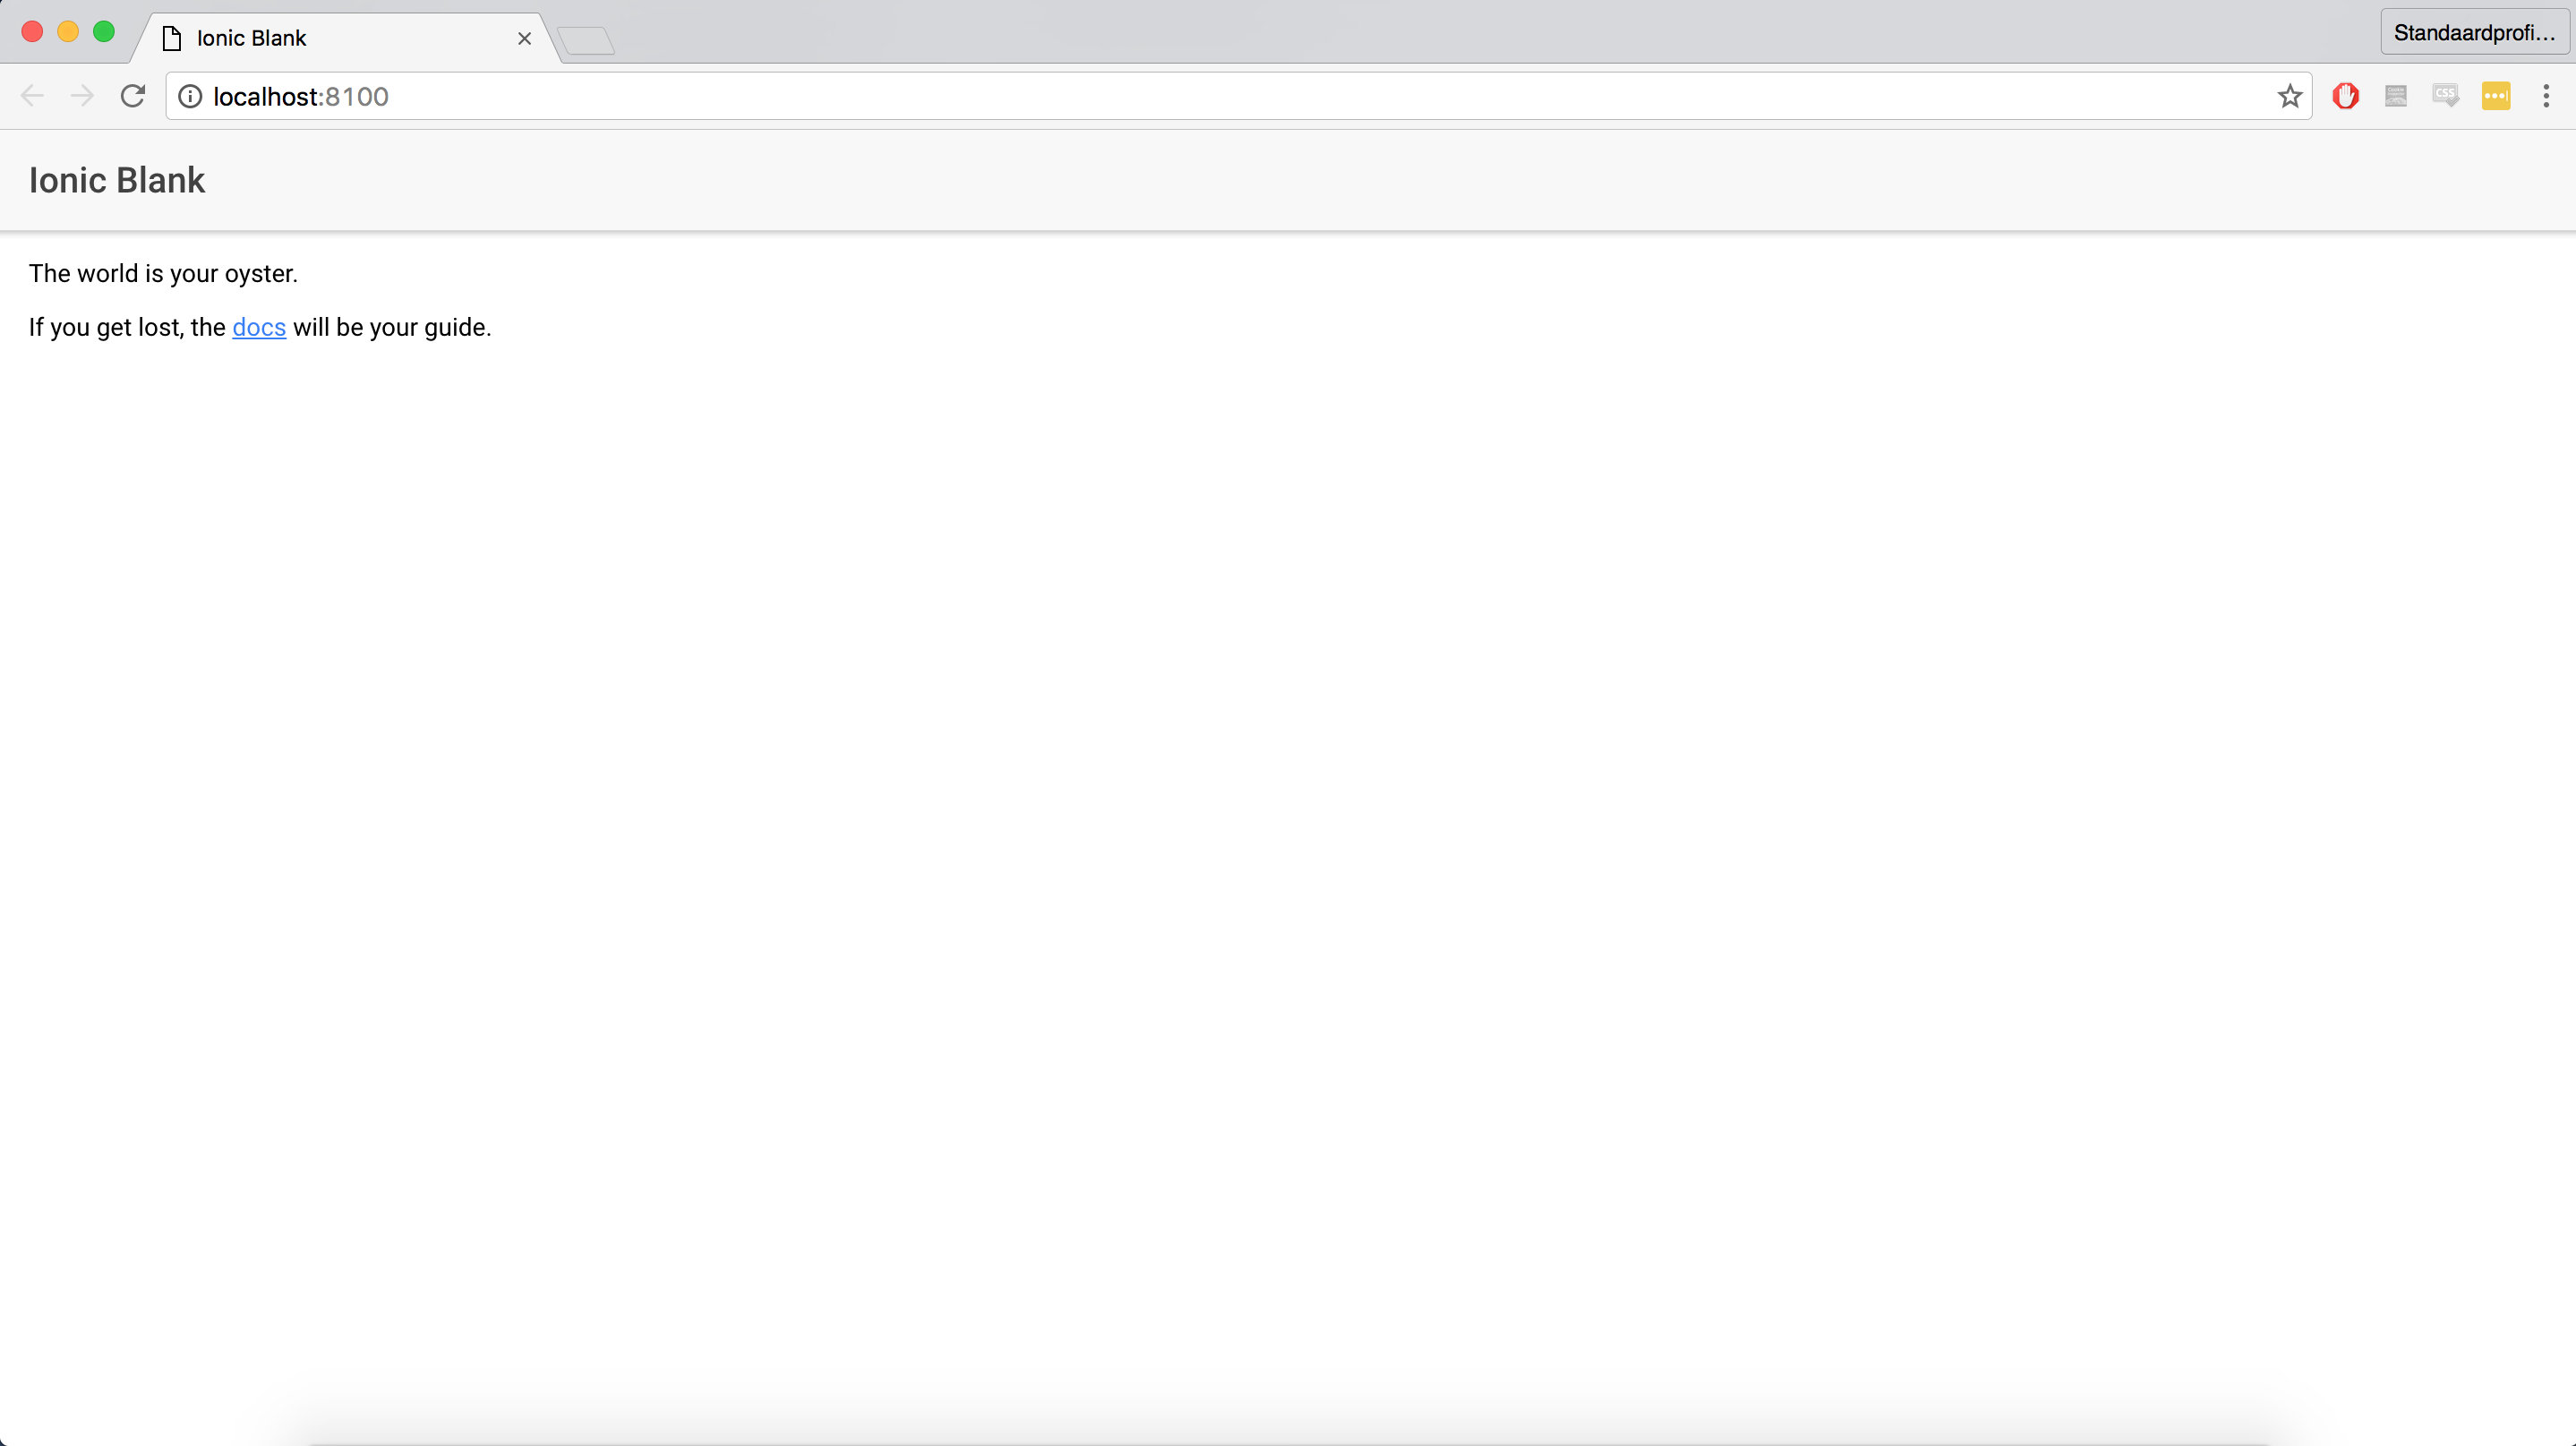 Ionic Blank
Standaardprofi...
localhost:8100
CSS
Ionic Blank
The world is your oyster.
If you get lost, the docs will be your guide.